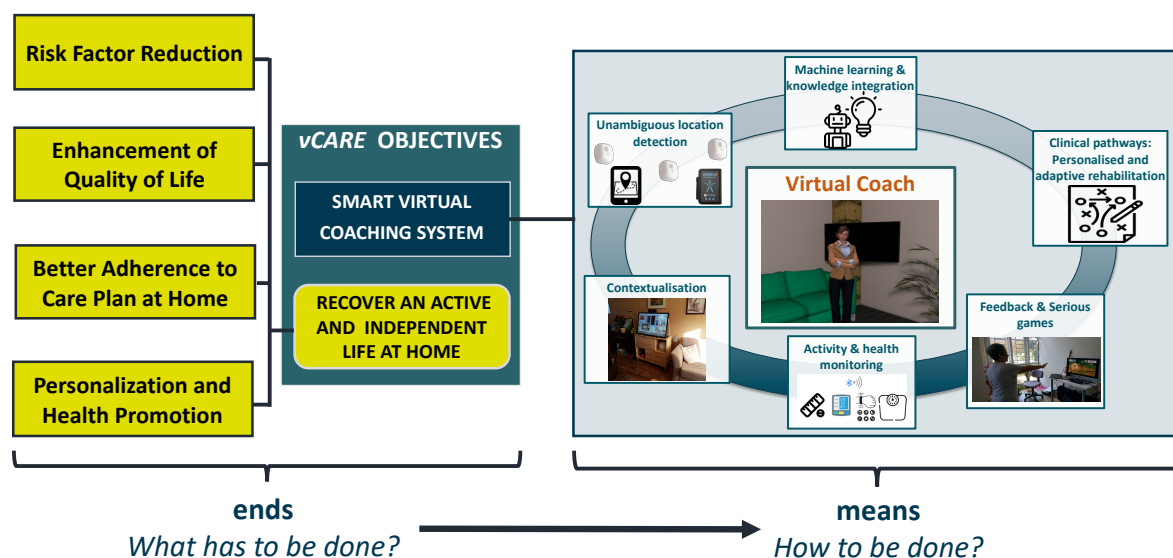 Risk Factor Reduction
Enhancement of
Quality of Life
Better Adherence to
Care Plan at Home
Personalization and
Health Promotion
vCARE OBJECTIVES
SMART VIRTUAL
COACHING SYSTEM
RECOVER AN ACTIVE
AND INDEPENDENT
LIFE AT HOME
Machine learning &
knowledge integration
Unambiguous location
detection
Clinical pathways:
Personalised and
adaptive rehabilitation
Virtual Coach
Contextualisation
Feedback & Serious
games
Activity & health
monitoring
ends
What has to be done?
means
How to be done?